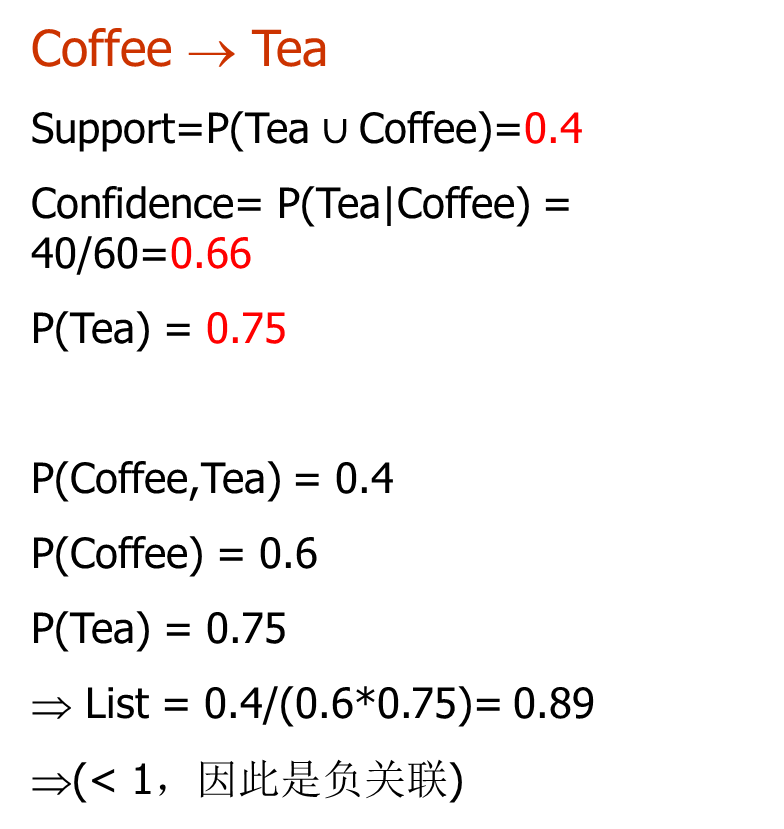 Coffee → Tea
Support=P(Tea ∪ Coffee)=0.4
Confidence= P(Tea|Coffee) =
40/60=0.66
P(Tea) = 0.75
P(Coffee,Tea) = 0.4
P(Coffee) = 0.6
P(Tea) = 0.75
⇒ List = 0.4/(0.6*0.75)= 0.89
⇒(< 1，因此是负关联)